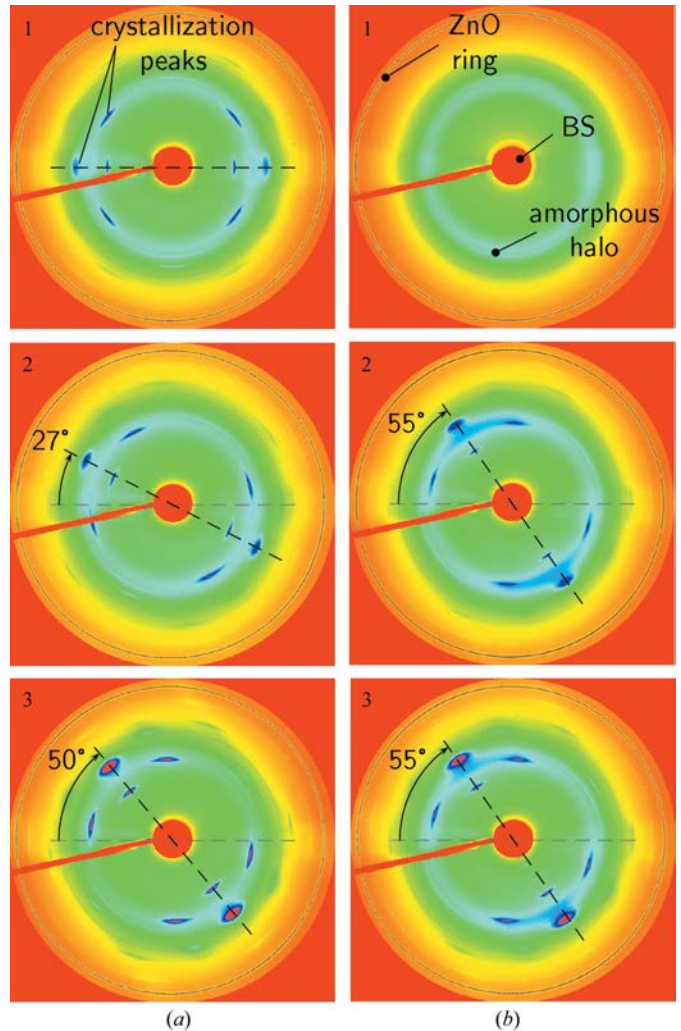 1
crystallization
peaks
1
ZnO
ring
BS
amorphous
halo
2
27°
2
55°
3
50°
3
55°
(a)
(b)